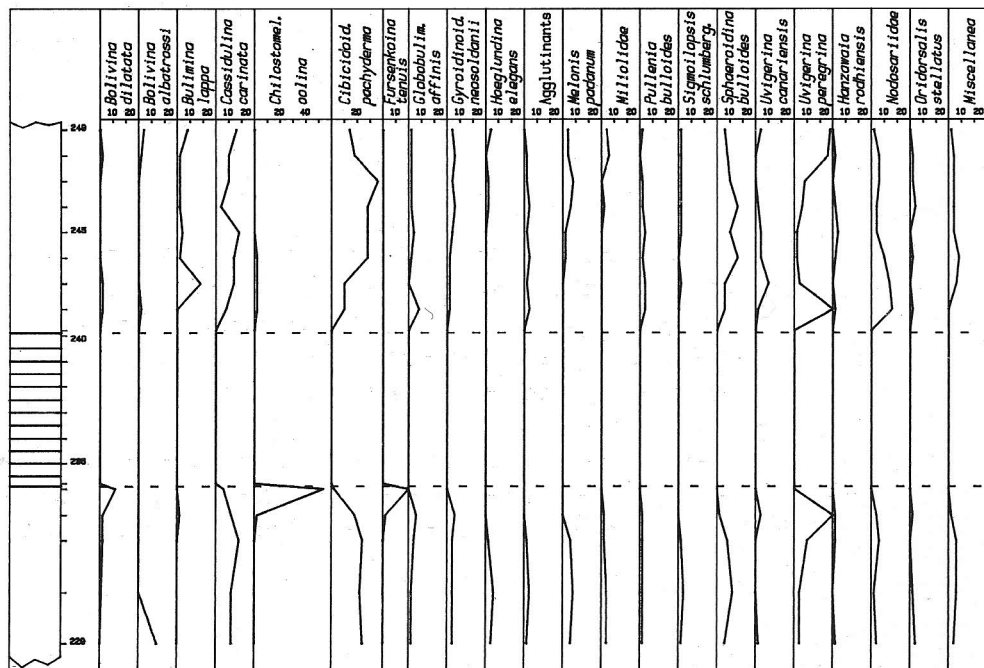 Bolivina
dilatata
Bolivina
albatrossi
Bulimina
lappa
Cassidulina
carinata
Chilostomel.
oolina
Cibicidoid.
pachyderma
Fursenkoina
tenuis
Globobulim.
affinis
Gyroidinoid.
neosoldanii
Hoeglundina
elegans
Agglutinants
Melonis
padanum
Miliolidae
Pullenia
bulloides
Sigmoilopsis
schlumberg.
Sphaeroidina
bulloides
Uvigerina
canariensis
Uvigerina
peregrina
Hanzawaia
rodhiensis
Nodosariidae
Oridorsalis
stellatus
Miscellanea
10 20 10 20 10 20 10 20 20 40 20 10 20 10 20 10 20 10 20 10 20 10 20 10 20 10 20 10 20 10 20 10 20 10 20 10 20 10 20 10 20
245
240
220